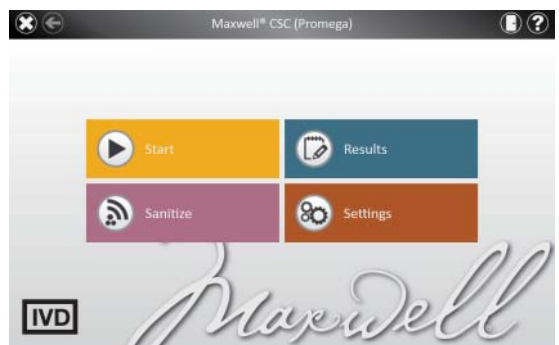 Maxwell® CSC (Promega)
?
Start
Results
Sanitize
Settings
IVD
Maxwell